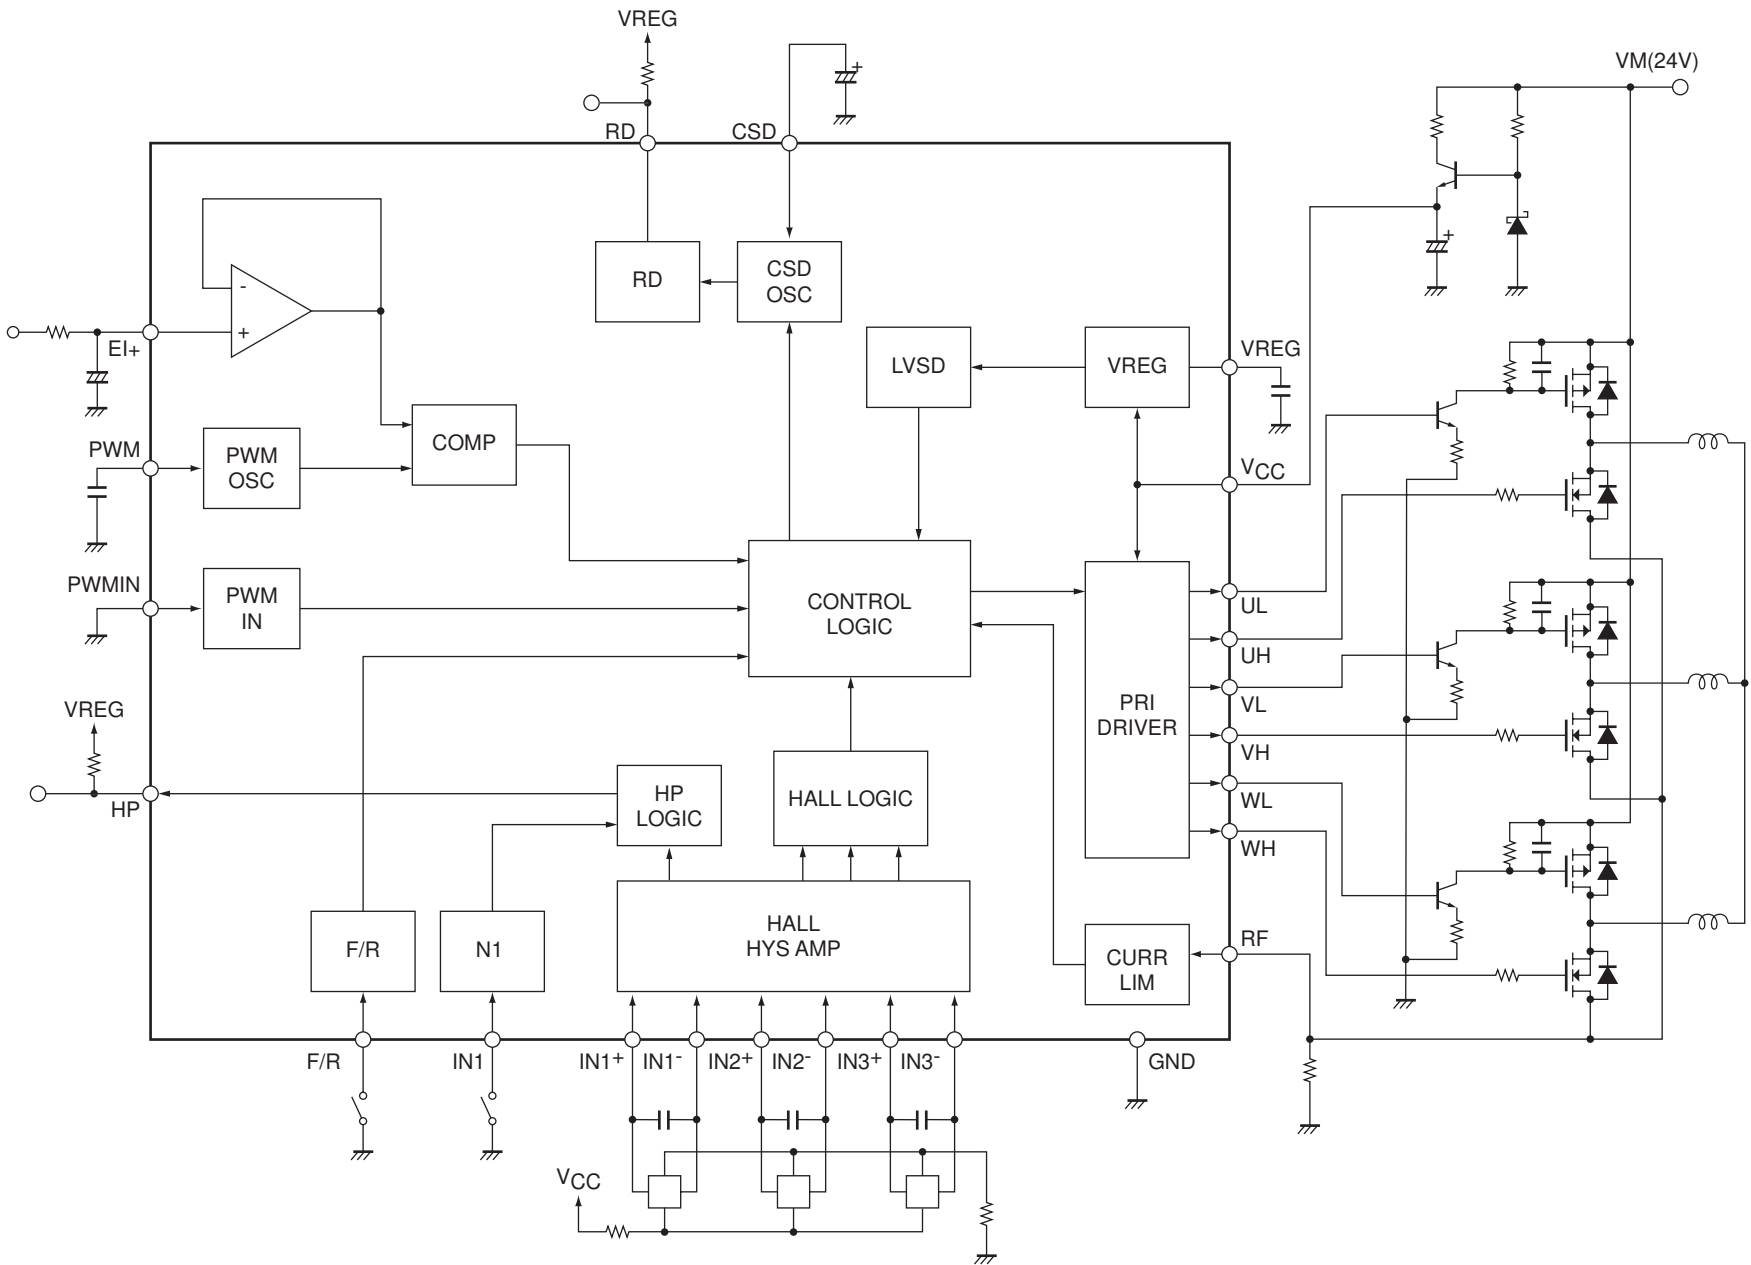 VREG
VM(24V)
+
RD
CSD
+
RD
CSD
OSC
-
+
EI+
LVSD
VREG
VREG
COMP
PWM
PWM
OSC
VCC
PWMIN
PWM
IN
CONTROL
LOGIC
UL
UH
VREG
PRI
DRIVER
VL
VH
HP
HP
LOGIC
HALL LOGIC
WL
WH
F/R
N1
HALL
HYS AMP
RF
CURR
LIM
F/R
IN1
IN1+
IN1-
IN2+
IN2-
IN3+
IN3-
GND
VCC